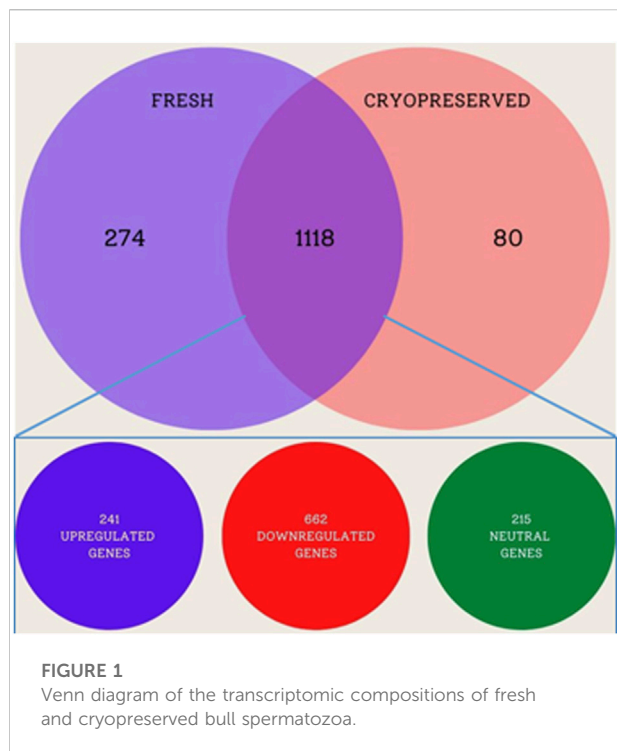 FRESH
CRYOPRESERVED
274
1118
80
241
UPREGULATED
GENES
662
DOWNREGULATED
GENES
215
NEUTRAL
GENES
FIGURE 1
Venn diagram of the transcriptomic compositions of fresh
and cryopreserved bull spermatozoa.